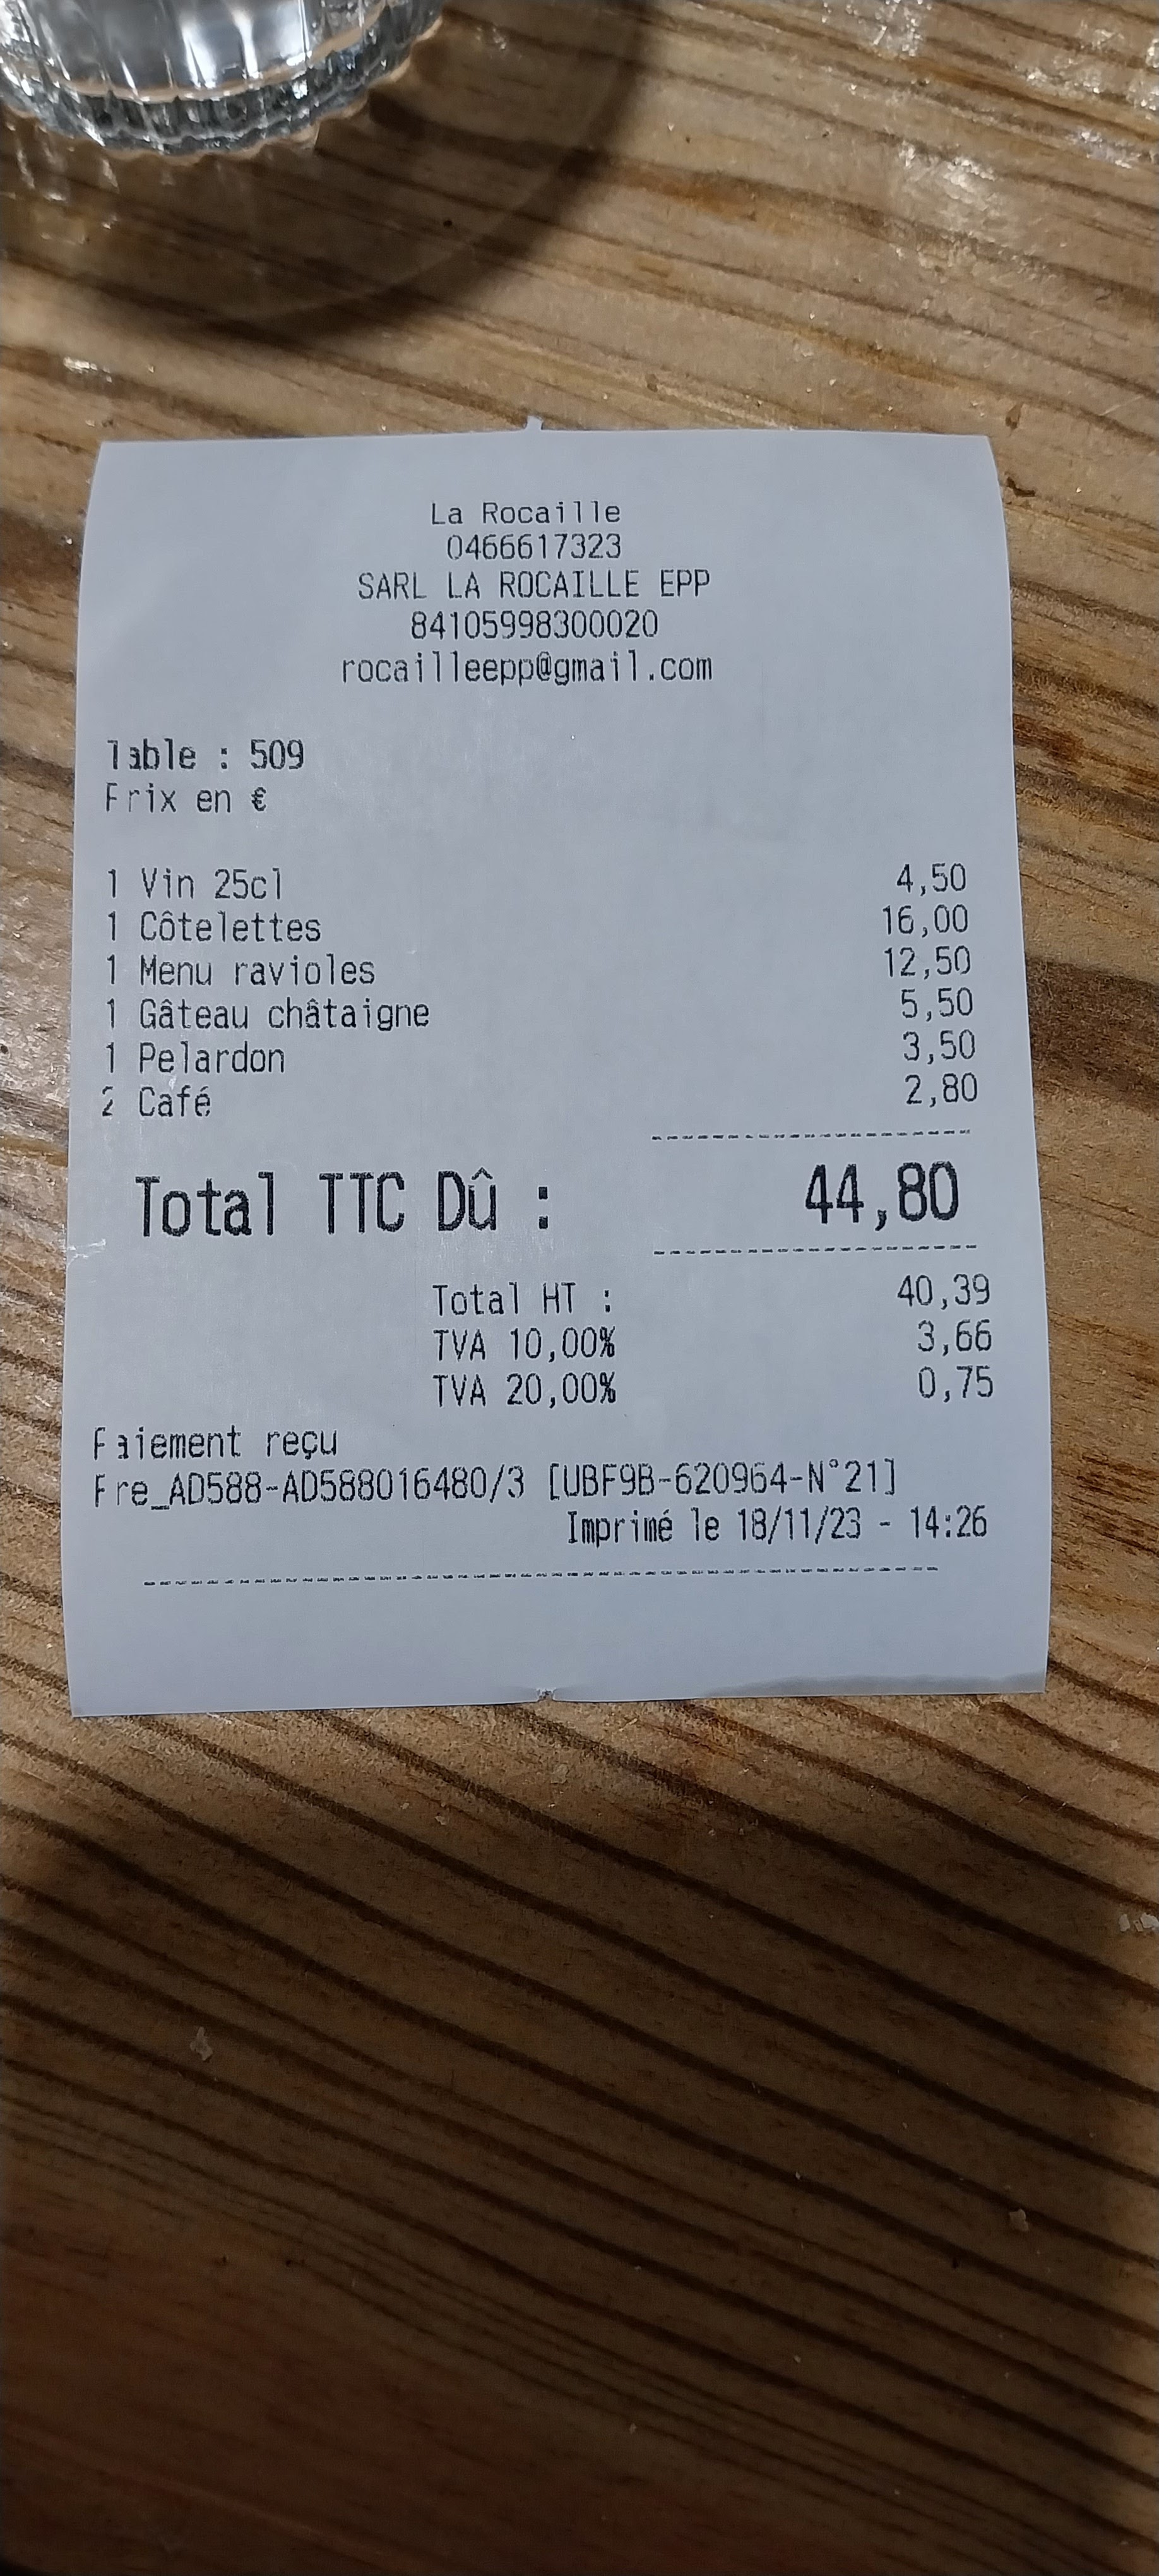 La Rocaille
0466617323
SARL LA ROCAILLE EPP
84105998300020
rocailleepp@gmail.com
Table : 509
Prix en €
1 Vin 25cl 4,50
1 Côtelettes 16,00
1 Menu ravioles 12,50
1 Gâteau châtaigne 5,50
1 Pelardon 3,50
2 Café 2,80
Total TTC Dû : 44,80
Total HT : 40,39
TVA 10,00% 3,66
TVA 20,00% 0,75
Paiement reçu
Pre_AD588-AD588016480/3 [UBF9B-620964-N°21]
Imprimé le 18/11/23 - 14:26